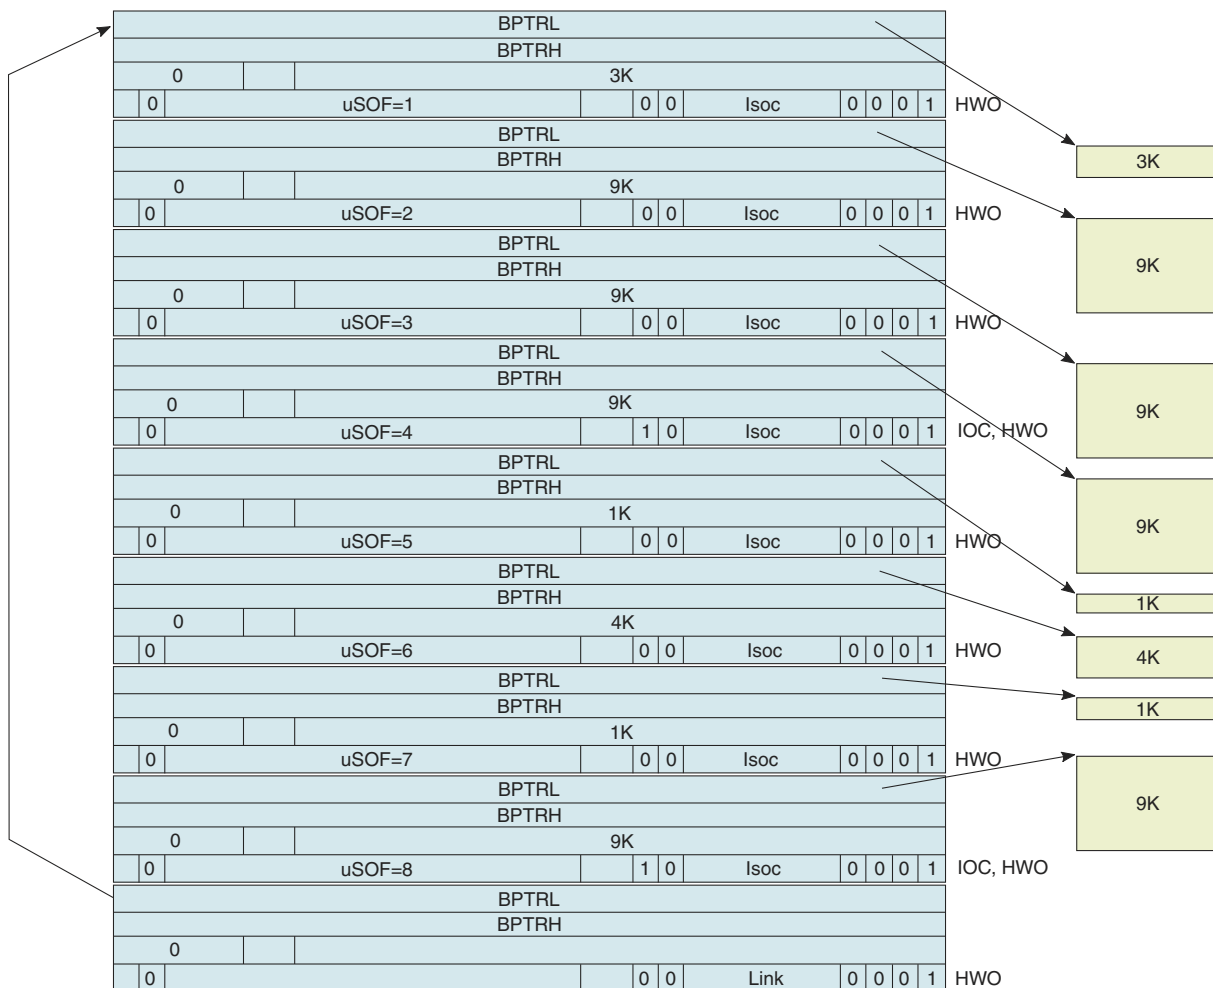 BPTRL
BPTRH
0 3K
0 uSOF=1 0 0 Isoc 0 0 0 1 HWO
3K
BPTRL
BPTRH
0 9K
0 uSOF=2 0 0 Isoc 0 0 0 1 HWO
9K
BPTRL
BPTRH
0 9K
0 uSOF=3 0 0 Isoc 0 0 0 1 HWO
9K
BPTRL
BPTRH
0 9K
0 uSOF=4 1 0 Isoc 0 0 0 1 IOC, HWO
9K
BPTRL
BPTRH
0 1K
0 uSOF=5 0 0 Isoc 0 0 0 1 HWO
1K
BPTRL
BPTRH
0 4K
0 uSOF=6 0 0 Isoc 0 0 0 1 HWO
4K
BPTRL
BPTRH
0 1K
0 uSOF=7 0 0 Isoc 0 0 0 1 HWO
1K
BPTRL
BPTRH
0 9K
0 uSOF=8 1 0 Isoc 0 0 0 1 IOC, HWO
9K
BPTRL
BPTRH
0
0 0 0 Link 0 0 0 1 HWO